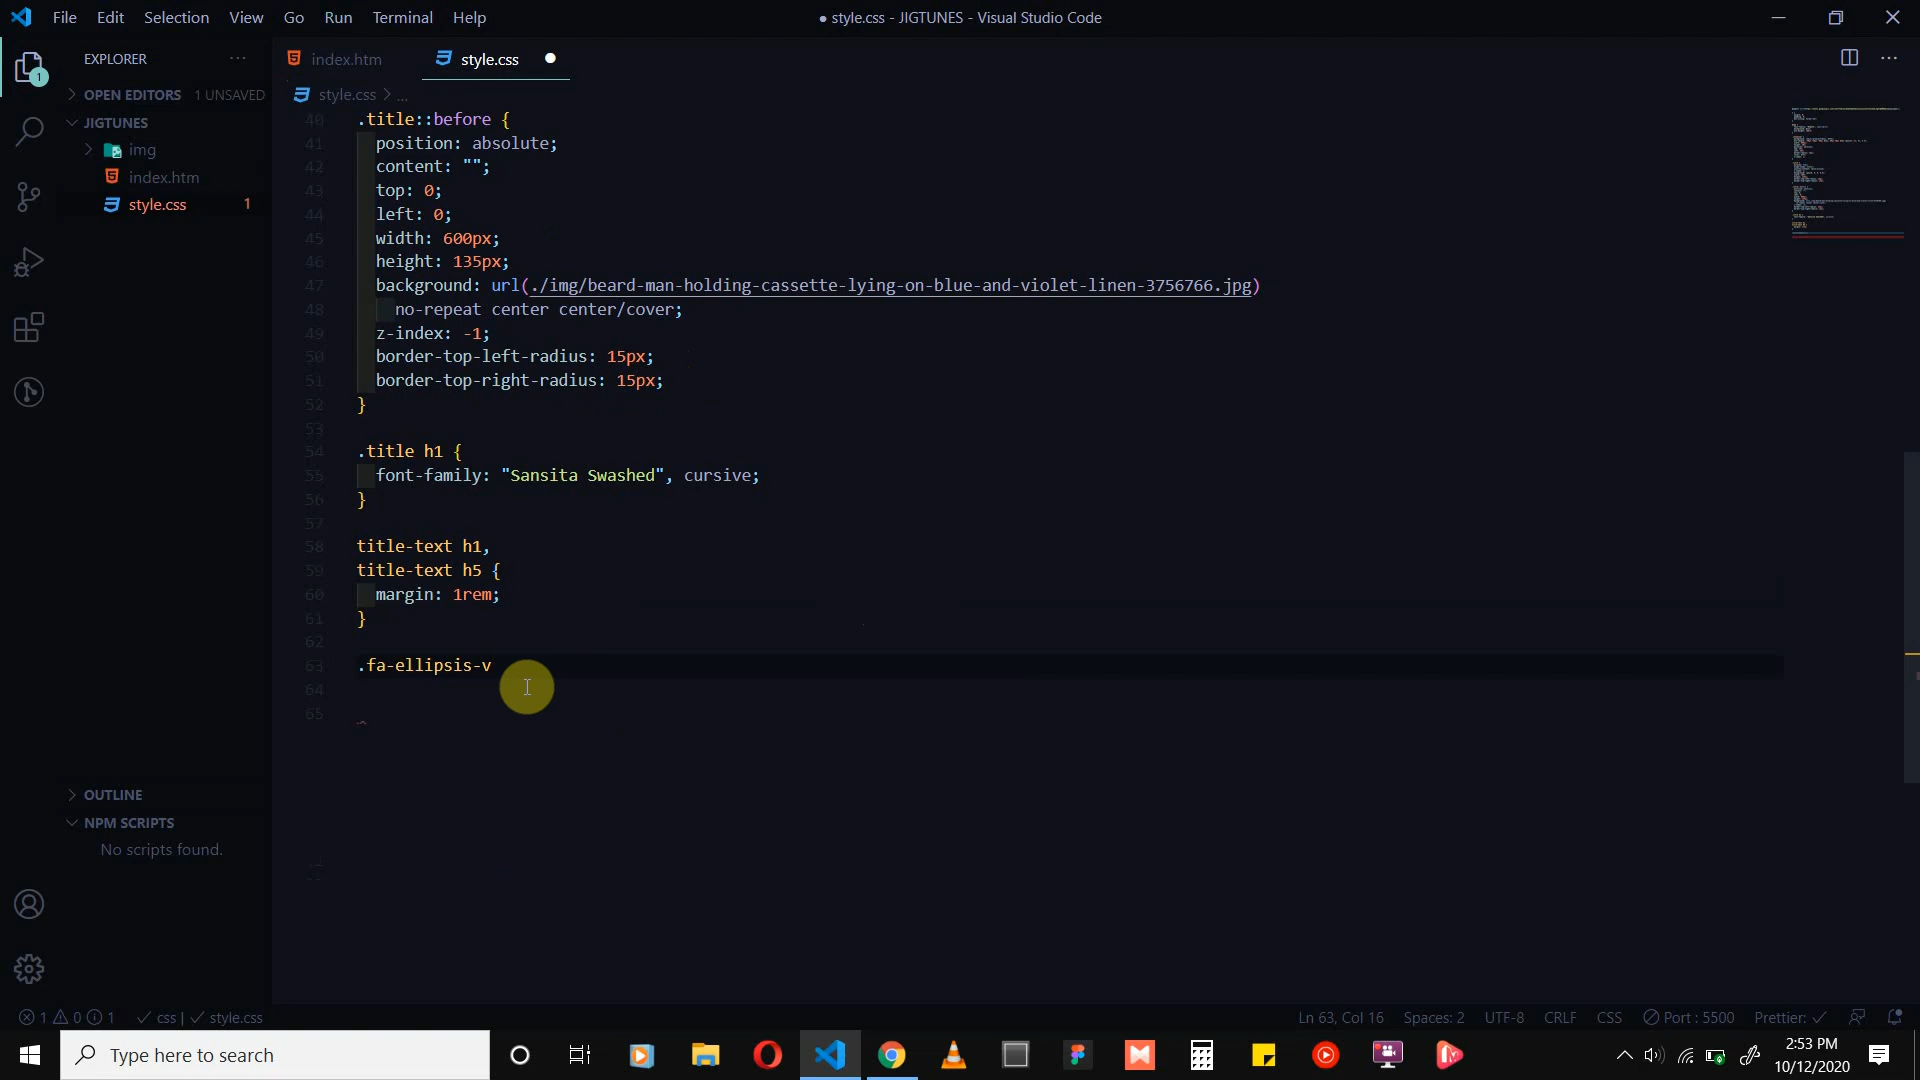 File Edit Selection View Go Run Terminal Help
● style.css - JIGTUNES - Visual Studio Code
EXPLORER
OPEN EDITORS 1 UNSAVED
JIGTUNES
img
index.htm
style.css 1
OUTLINE
NPM SCRIPTS
No scripts found.
1
index.htm
style.css
style.css > ...
40 .title::before {
41 position: absolute;
42 content: "";
43 top: 0;
44 left: 0;
45 width: 600px;
46 height: 135px;
47 background: url(./img/beard-man-holding-cassette-lying-on-blue-and-violet-linen-3756766.jpg)
48 no-repeat center center/cover;
49 z-index: -1;
50 border-top-left-radius: 15px;
51 border-top-right-radius: 15px;
52 }
53
54 .title h1 {
55 font-family: "Sansita Swashed", cursive;
56 }
57
58 title-text h1,
59 title-text h5 {
60 margin: 1rem;
61 }
62
63 .fa-ellipsis-v
64
65
1 0 1 css | style.css
Ln 63, Col 16 Spaces: 2 UTF-8 CRLF CSS Port : 5500 Prettier:
Type here to search
2:53 PM
10/12/2020